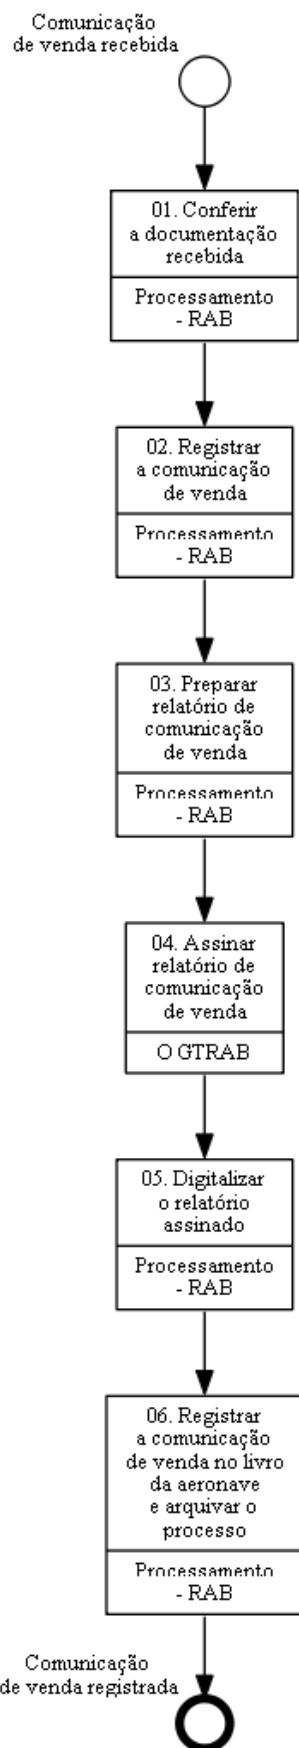 Comunicação
de venda recebida
01. Conferir
a documentação
recebida
Processamento
- RAB
02. Registrar
a comunicação
de venda
Processamento
- RAB
03. Preparar
relatório de
comunicação
de venda
Processamento
- RAB
04. Assinar
relatório de
comunicação
de venda
O GTRAB
05. Digitalizar
o relatório
assinado
Processamento
- RAB
06. Registrar
a comunicação
de venda no livro
da aeronave
e arquivar o
processo
Processamento
- RAB
Comunicação
de venda registrada